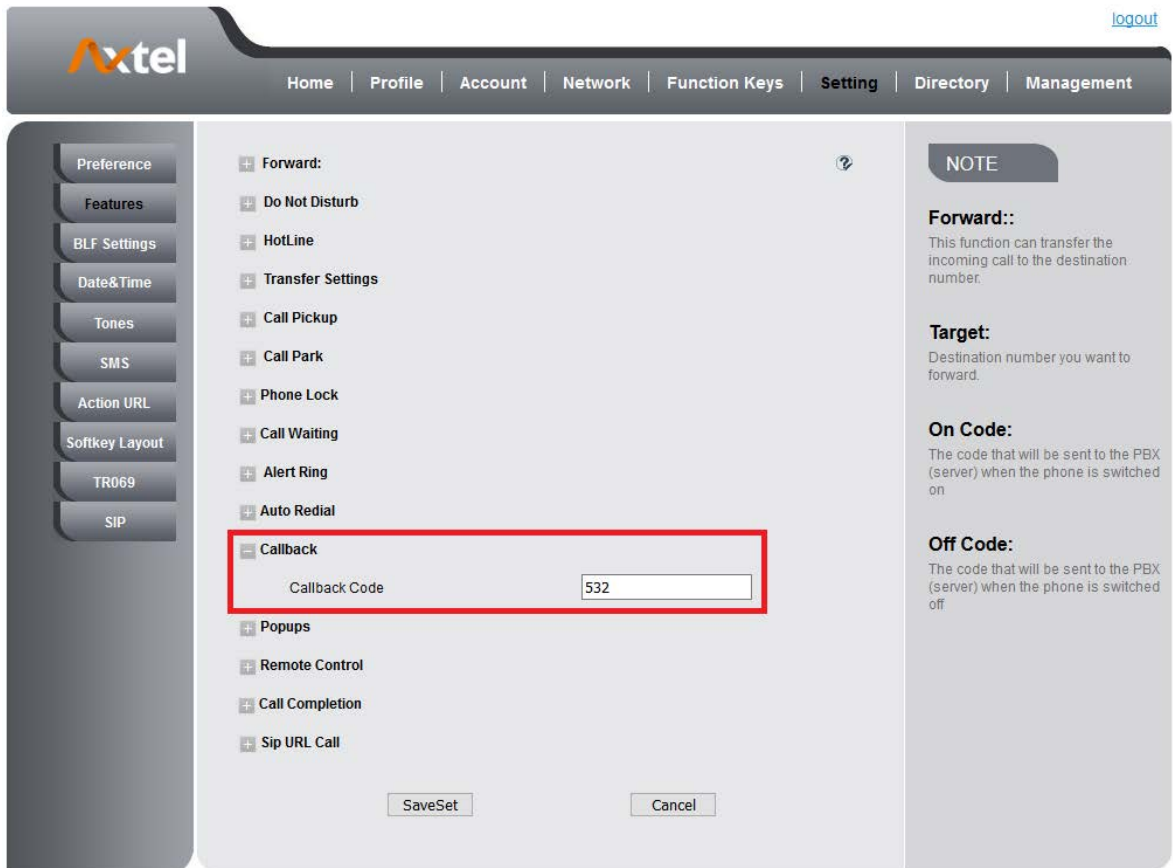 logout
Axtel
Home Profile Account Network Function Keys Setting Directory Management
Preference
Features
BLF Settings
Date&Time
Tones
SMS
Action URL
Softkey Layout
TR069
SIP
Forward:
Do Not Disturb
HotLine
Transfer Settings
Call Pickup
Call Park
Phone Lock
Call Waiting
Alert Ring
Auto Redial
Callback
Callback Code 532
Popups
Remote Control
Call Completion
Sip URL Call
SaveSet Cancel
NOTE
Forward::
This function can transfer the
incoming call to the destination
number.
Target:
Destination number you want to
forward.
On Code:
The code that will be sent to the PBX
(server) when the phone is switched
on
Off Code:
The code that will be sent to the PBX
(server) when the phone is switched
off